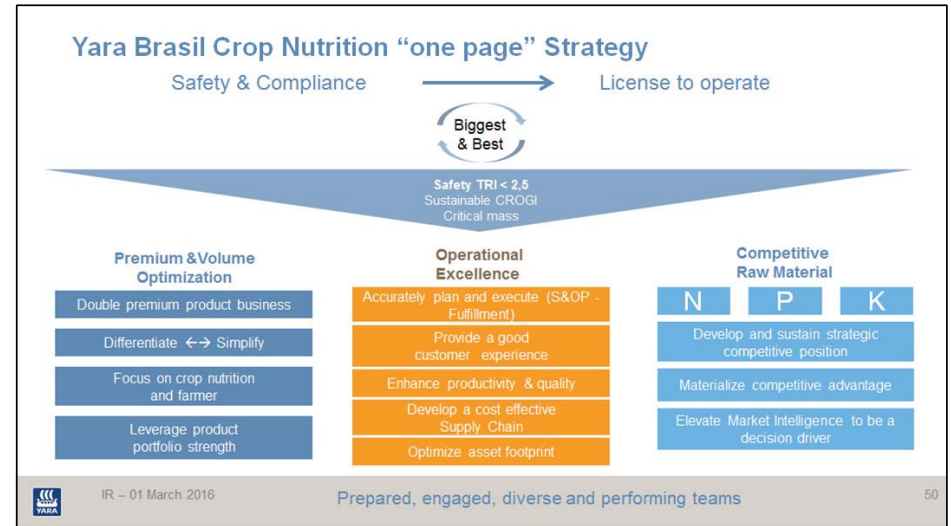 Yara Brasil Crop Nutrition “one page” Strategy
Safety & Compliance
License to operate
Biggest
& Best
Safety TRI < 2,5
Sustainable CROGI
Critical mass
Premium &Volume
Optimization
Double premium product business
Differentiate ←→ Simplify
Focus on crop nutrition
and farmer
Leverage product
portfolio strength
Operational
Excellence
Accurately plan and execute (S&OP -
Fulfillment)
Provide a good
customer experience
Enhance productivity & quality
Develop a cost effective
Supply Chain
Optimize asset footprint
Competitive
Raw Material
N P K
Develop and sustain strategic
competitive position
Materialize competitive advantage
Elevate Market Intelligence to be a
decision driver
YARA
IR – 01 March 2016
Prepared, engaged, diverse and performing teams
50